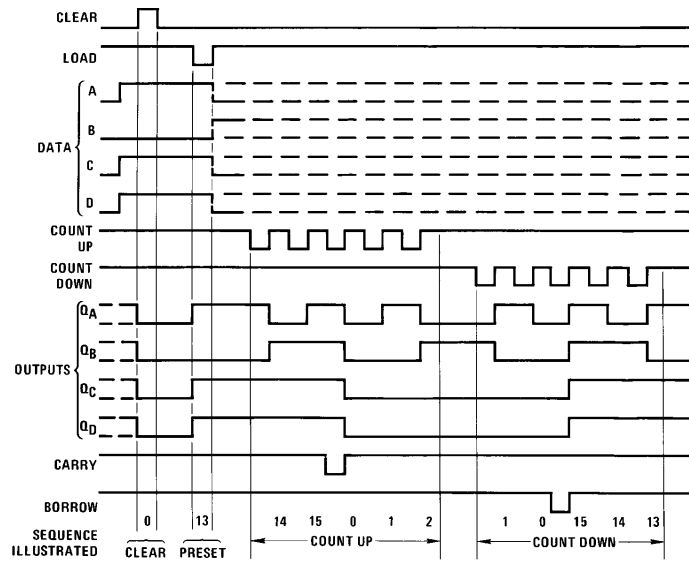 CLEAR
LOAD
A
B
DATA
C
D
COUNT
UP
COUNT
DOWN
QA
QB
OUTPUTS
QC
QD
CARRY
BORROW
0 13 14 15 0 1 2 1 0 15 14 13
SEQUENCE
ILLUSTRATED
CLEAR PRESET COUNT UP COUNT DOWN